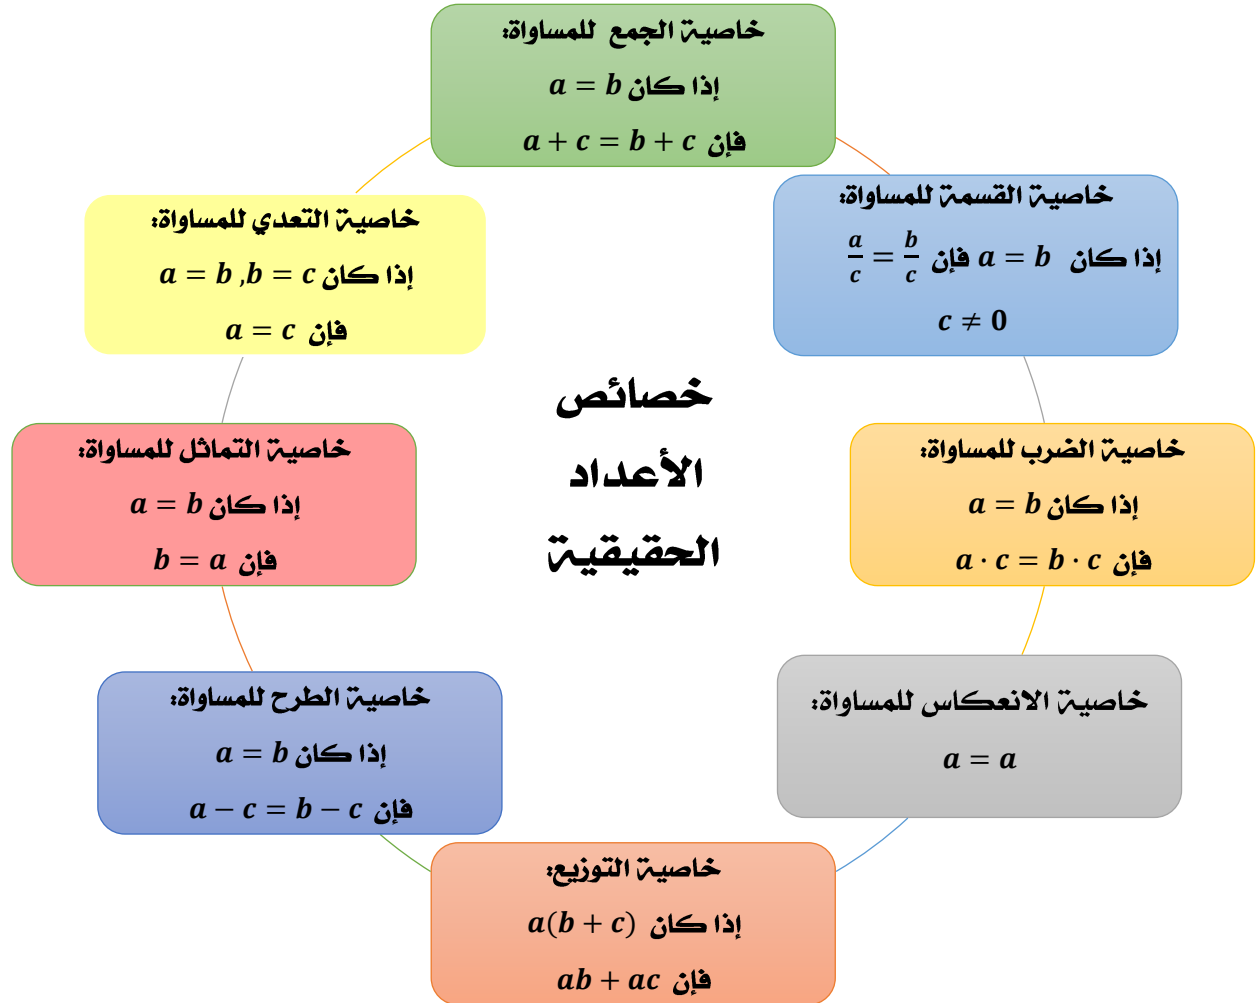 خاصية الجمع للمساواة:
إذا كان a = b
فإن a + c = b + c
خاصية القسمة للمساواة:
إذا كان a = b فإن a/c = b/c
c ≠ 0
خاصية الضرب للمساواة:
إذا كان a = b
فإن a · c = b · c
خاصية الانعكاس للمساواة:
a = a
خاصية التوزيع:
إذا كان a(b + c)
فإن ab + ac
خاصية الطرح للمساواة:
إذا كان a = b
فإن a − c = b − c
خاصية التماثل للمساواة:
إذا كان a = b
فإن b = a
خاصية التعدي للمساواة:
إذا كان a = b ,b = c
فإن a = c
خصائص
الأعداد
الحقيقية